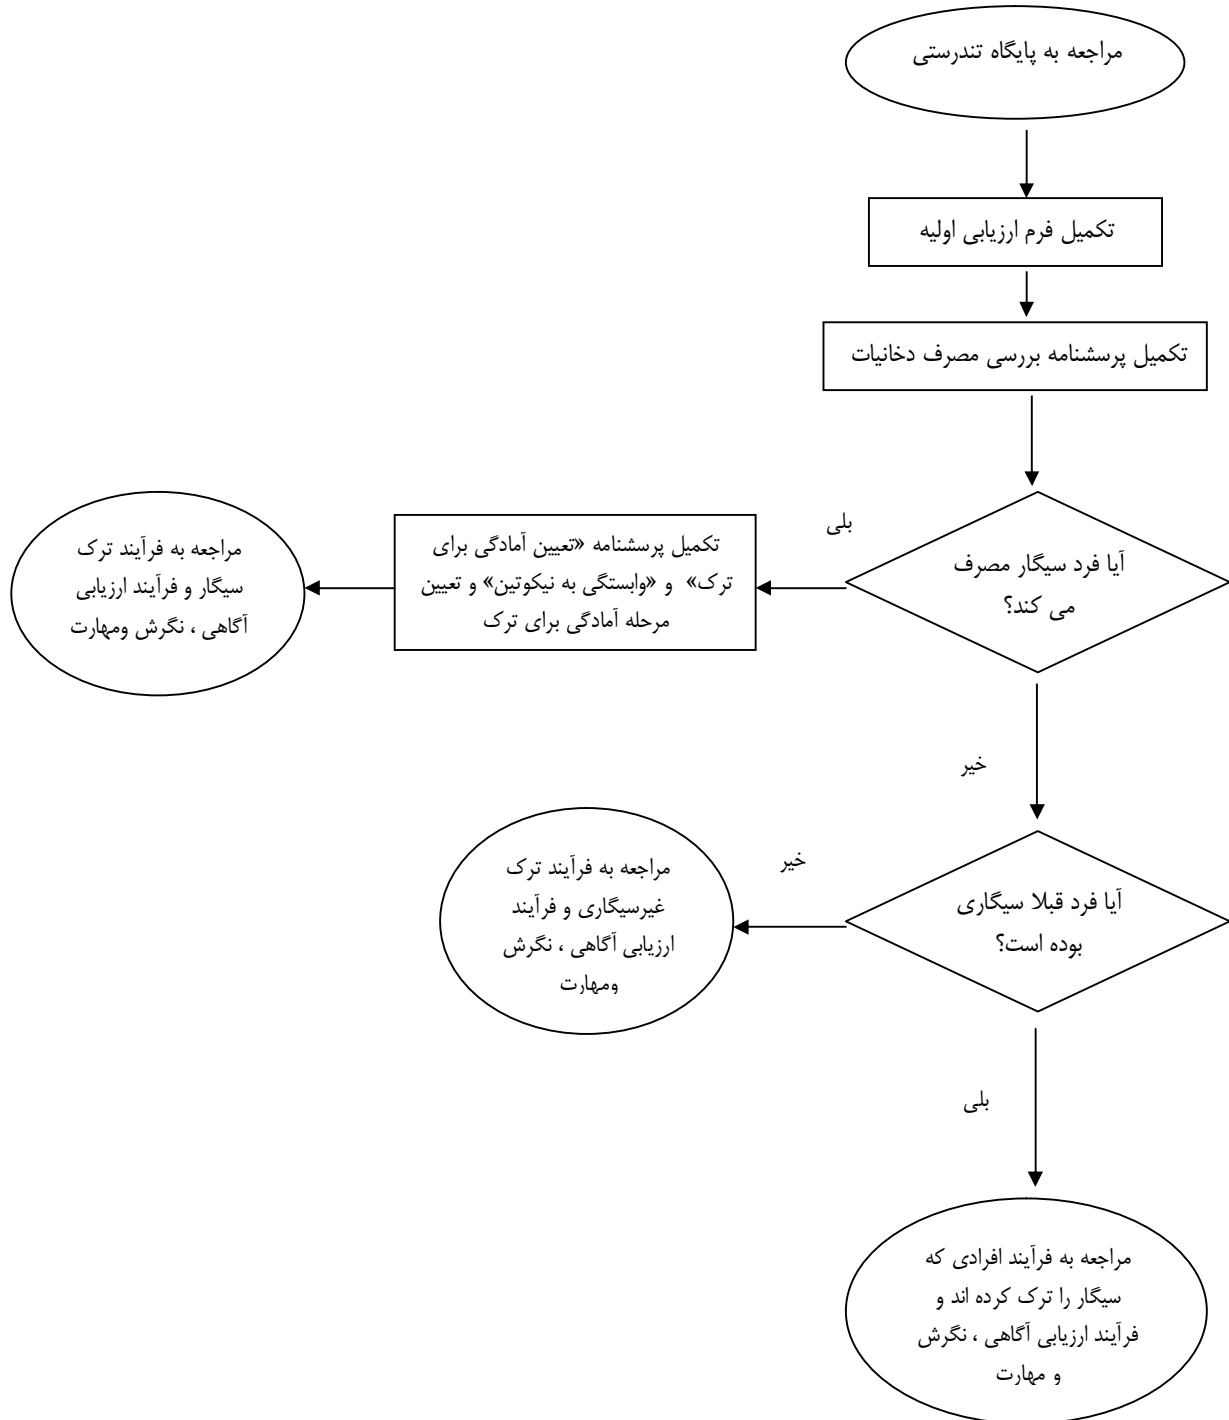 مراجعه به پایگاه تندرستی
تکمیل فرم ارزیابی اولیه
تکمیل پرسشنامه بررسی مصرف دخانیات
آیا فرد سیگار مصرف
می کند؟
بلی
تکمیل پرسشنامه «تعیین آمادگی برای
ترک» و «وابستگی به نیکوتین» و تعیین
مرحله آمادگی برای ترک
مراجعه به فرآیند ترک
سیگار و فرآیند ارزیابی
آگاهی ، نگرش ومهارت
خیر
آیا فرد قبلا سیگاری
بوده است؟
خیر
مراجعه به فرآیند ترک
غیرسیگاری و فرآیند
ارزیابی آگاهی ، نگرش
ومهارت
بلی
مراجعه به فرآیند افرادی که
سیگار را ترک کرده اند و
فرآیند ارزیابی آگاهی ، نگرش
و مهارت